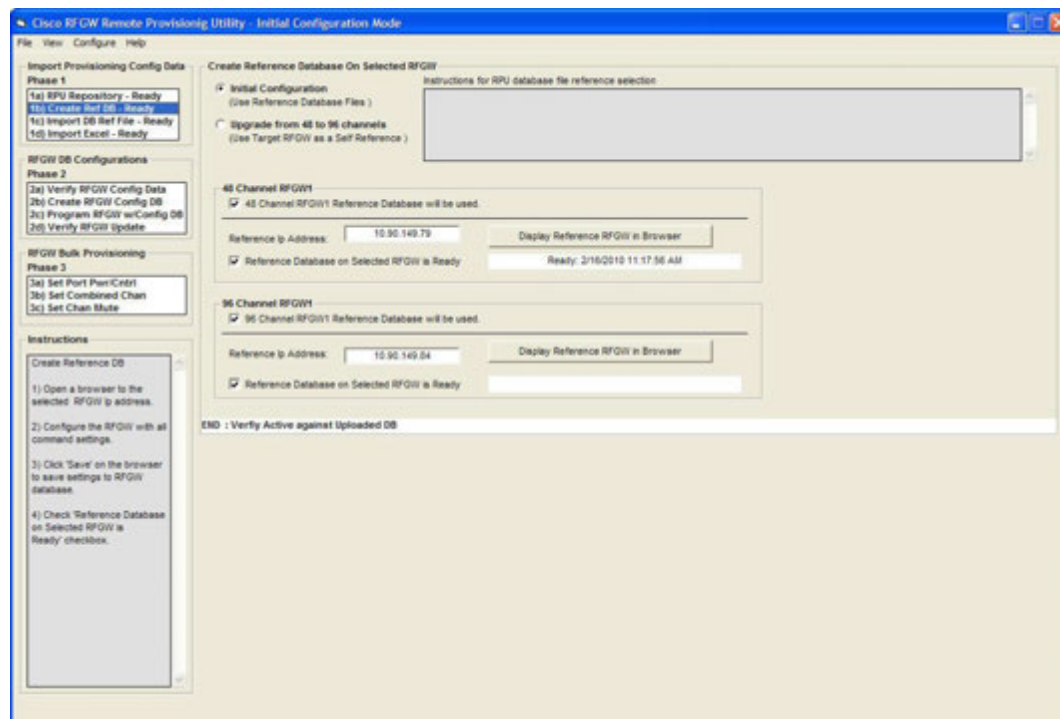 Cisco RFGW Remote Provisionig Utility - Initial Configuration Mode
File View Configure Help
Import Provisioning Config Data
Phase 1
1a) RPU Repository - Ready
1b) Create Ref DB - Ready
1c) Import DB Ref File - Ready
1d) Import Excel - Ready
RFGW DB Configurations
Phase 2
2a) Verify RFGW Config Data
2b) Create RFGW Config DB
2c) Program RFGW w/Config DB
2d) Verify RFGW Update
RFGW Bulk Provisioning
Phase 3
3a) Set Port Pwr/Cntrl
3b) Set Combined Chan
3c) Set Chan Mute
Instructions
Create Reference DB
1) Open a browser to the
selected RFGW ip address.
2) Configure the RFGW with all
command settings.
3) Click 'Save' on the browser
to save settings to RFGW
database.
4) Check 'Reference Database
on Selected RFGW is
Ready' checkbox.
Create Reference Database On Selected RFGW
Initial Configuration
(Use Reference Database Files )
Upgrade from 48 to 96 channels
(Use Target RFGW as a Self Reference )
Instructions for RPU database file reference selection
48 Channel RFGW1
48 Channel RFGW1 Reference Database will be used.
Reference Ip Address: 10.90.149.79 Display Reference RFGW in Browser
Reference Database on Selected RFGW is Ready Ready: 2/16/2010 11:17:56 AM
96 Channel RFGW1
96 Channel RFGW1 Reference Database will be used.
Reference Ip Address: 10.90.149.84 Display Reference RFGW in Browser
Reference Database on Selected RFGW is Ready
END : Verfiy Active against Uploaded DB